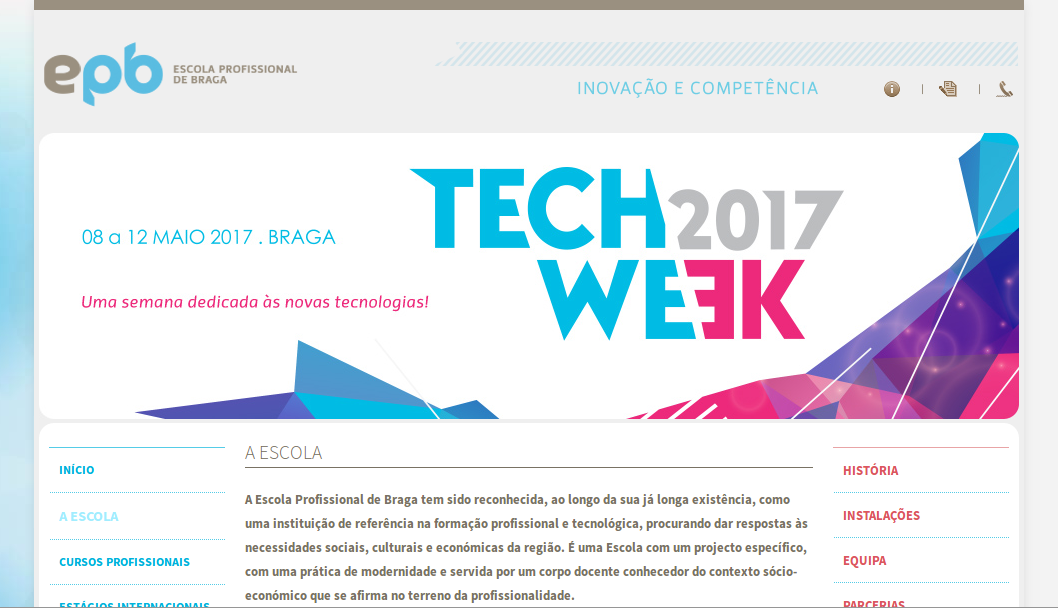 epb
ESCOLA PROFISSIONAL
DE BRAGA
INOVAÇÃO E COMPETÊNCIA
TECH 2017
WEEK
08 a 12 MAIO 2017 . BRAGA
Uma semana dedicada às novas tecnologias!
INÍCIO
A ESCOLA
CURSOS PROFISSIONAIS
ESTÁGIOS INTERNACIONAIS
A ESCOLA
A Escola Profissional de Braga tem sido reconhecida, ao longo da sua já longa existência, como
uma instituição de referência na formação profissional e tecnológica, procurando dar respostas às
necessidades sociais, culturais e económicas da região. É uma Escola com um projecto específico,
com uma prática de modernidade e servida por um corpo docente conhecedor do contexto sócio-
económico que se afirma no terreno da profissionalidade.
HISTÓRIA
INSTALAÇÕES
EQUIPA
PARCERIAS